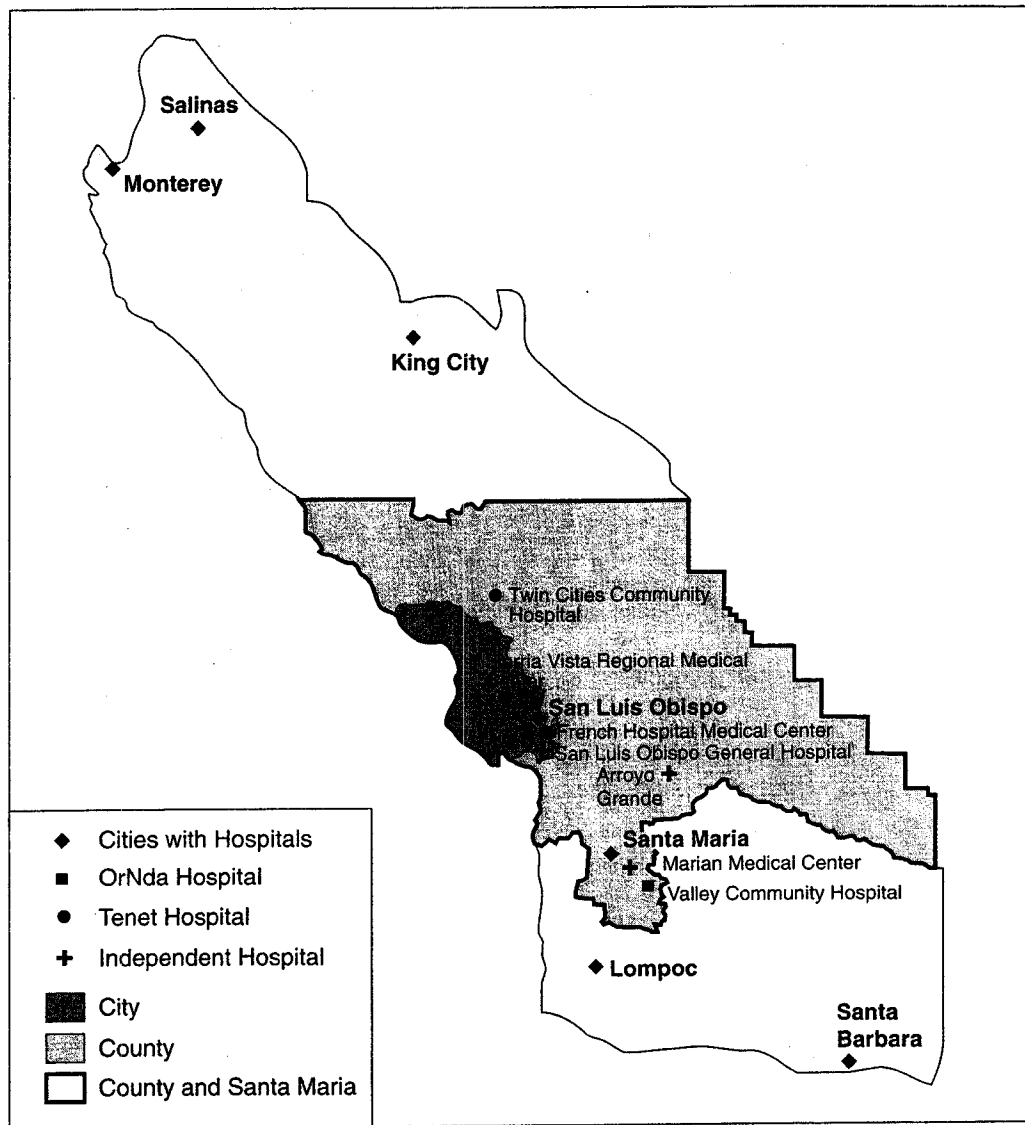 Salinas
Monterey
King City
Twin Cities Community
Hospital
Vista Regional Medical
San Luis Obispo
French Hospital Medical Center
San Luis Obispo General Hospital
Arroyo
Grande
Santa Maria
Marian Medical Center
Valley Community Hospital
Lompoc
Santa
Barbara
Cities with Hospitals
OrNda Hospital
Tenet Hospital
Independent Hospital
City
County
County and Santa Maria